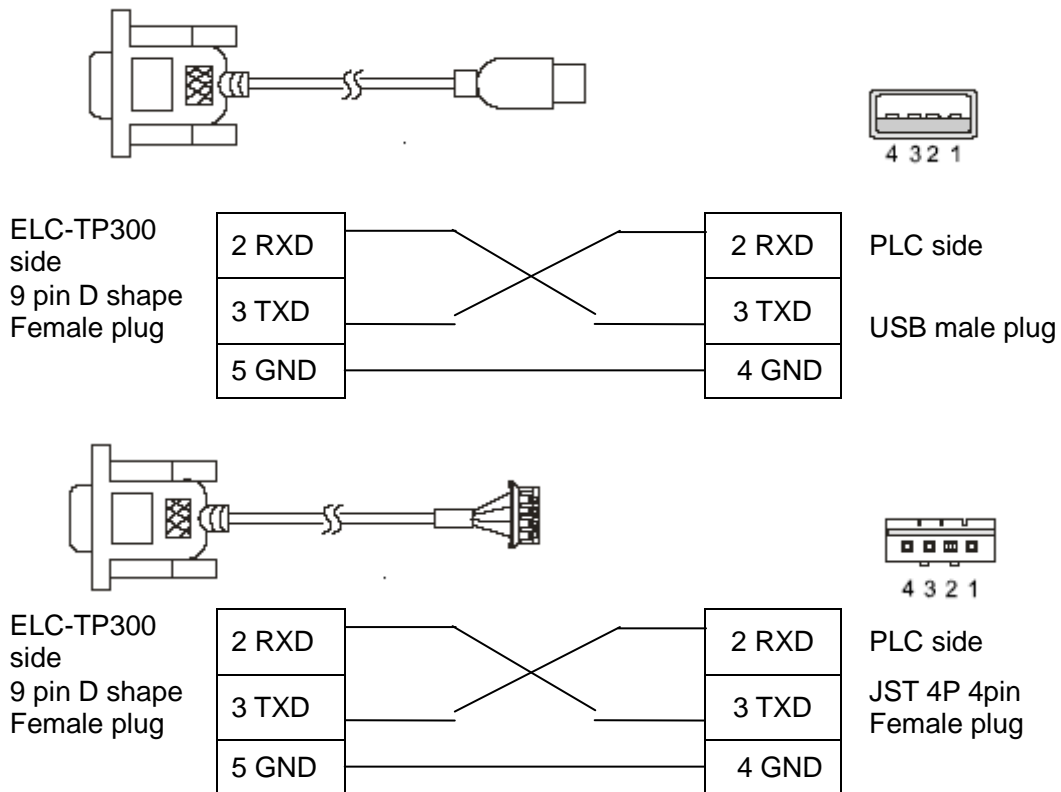 4 3 2 1
ELC-TP300
side
9 pin D shape
Female plug
2 RXD
3 TXD
5 GND
2 RXD
3 TXD
4 GND
PLC side
USB male plug
4 3 2 1
ELC-TP300
side
9 pin D shape
Female plug
2 RXD
3 TXD
5 GND
2 RXD
3 TXD
4 GND
PLC side
JST 4P 4pin
Female plug